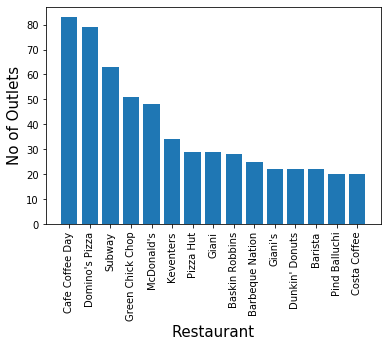 No of Outlets
80
70
60
50
40
30
20
10
0
Cafe Coffee Day
Domino's Pizza
Subway
Green Chick Chop
McDonald's
Keventers
Pizza Hut
Giani
Baskin Robbins
Barbeque Nation
Giani's
Dunkin' Donuts
Barista
Pind Balluchi
Costa Coffee
Restaurant